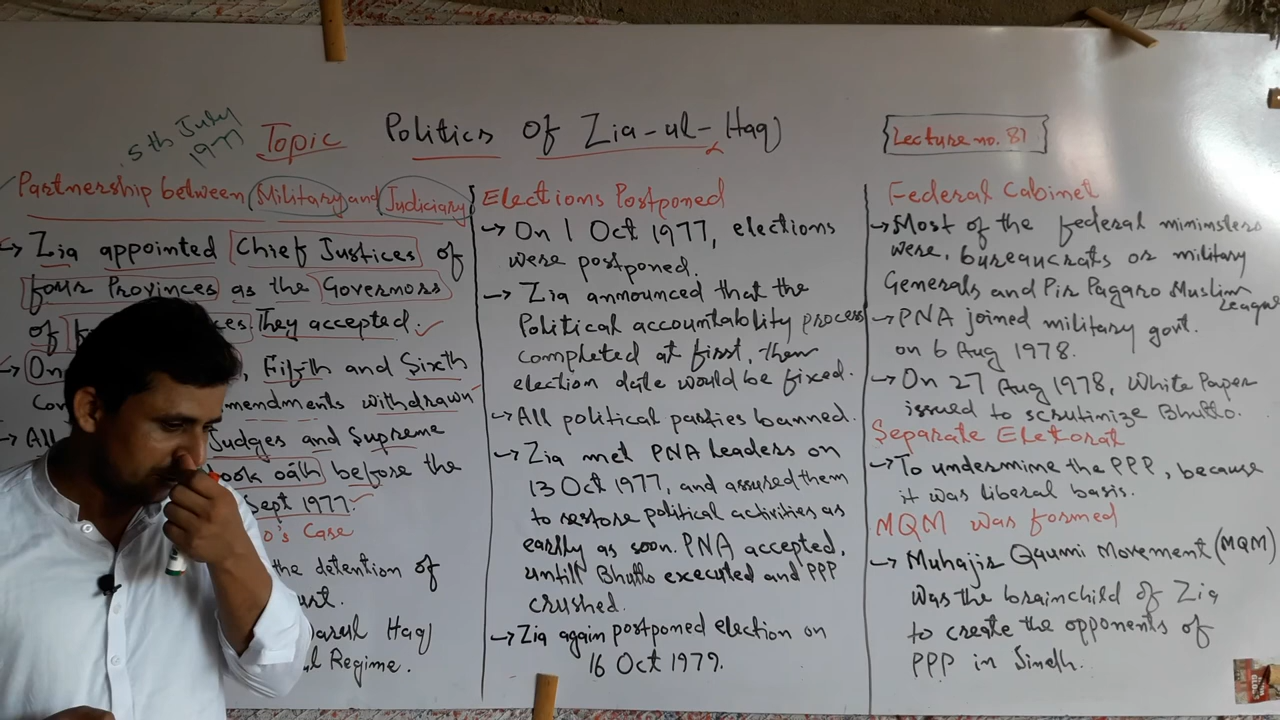 5th July
1977
Topic Politics of Zia-ul-Haq
Lecture no. 81
Partnership between Military and Judiciary
→ Zia appointed Chief Justices of
four Provinces as the Governors
of They accepted.
→ On , Fifth and Sixth
mendments withdrawn
→ All Judges and Supreme
ook oath before the
Sept 1977
o's Case
the detention of
urt.
Haq
l Regime.
Elections Postponed
→ On 1 Oct 1977, elections
were postponed.
→ Zia announced that the
Political accountability process
completed at first, then
election date would be fixed.
→ All political parties banned.
→ Zia met PNA leaders on
13 Oct 1977, and assured them
to restore political activities as
earlly as soon. PNA accepted,
untill Bhutto executed and PPP
crushed.
→ Zia again postponed election on
16 Oct 1979.
Federal Cabinet
→ Most of the federal miminsters
were, bureaucrats or military
Generals and Pir Pagaro Muslim
League
→ PNA joined military govt.
on 6 Aug 1978.
→ On 27 Aug 1978, White Paper
issued to scrutinize Bhutto.
Separate Electorat
→ To undermine the PPP, because
it was liberal basis.
MQM was formed
→ Muhajir Qaumi Movement (MQM)
was the brainchild of Zia
to create the opponents of
PPP in Sindh.